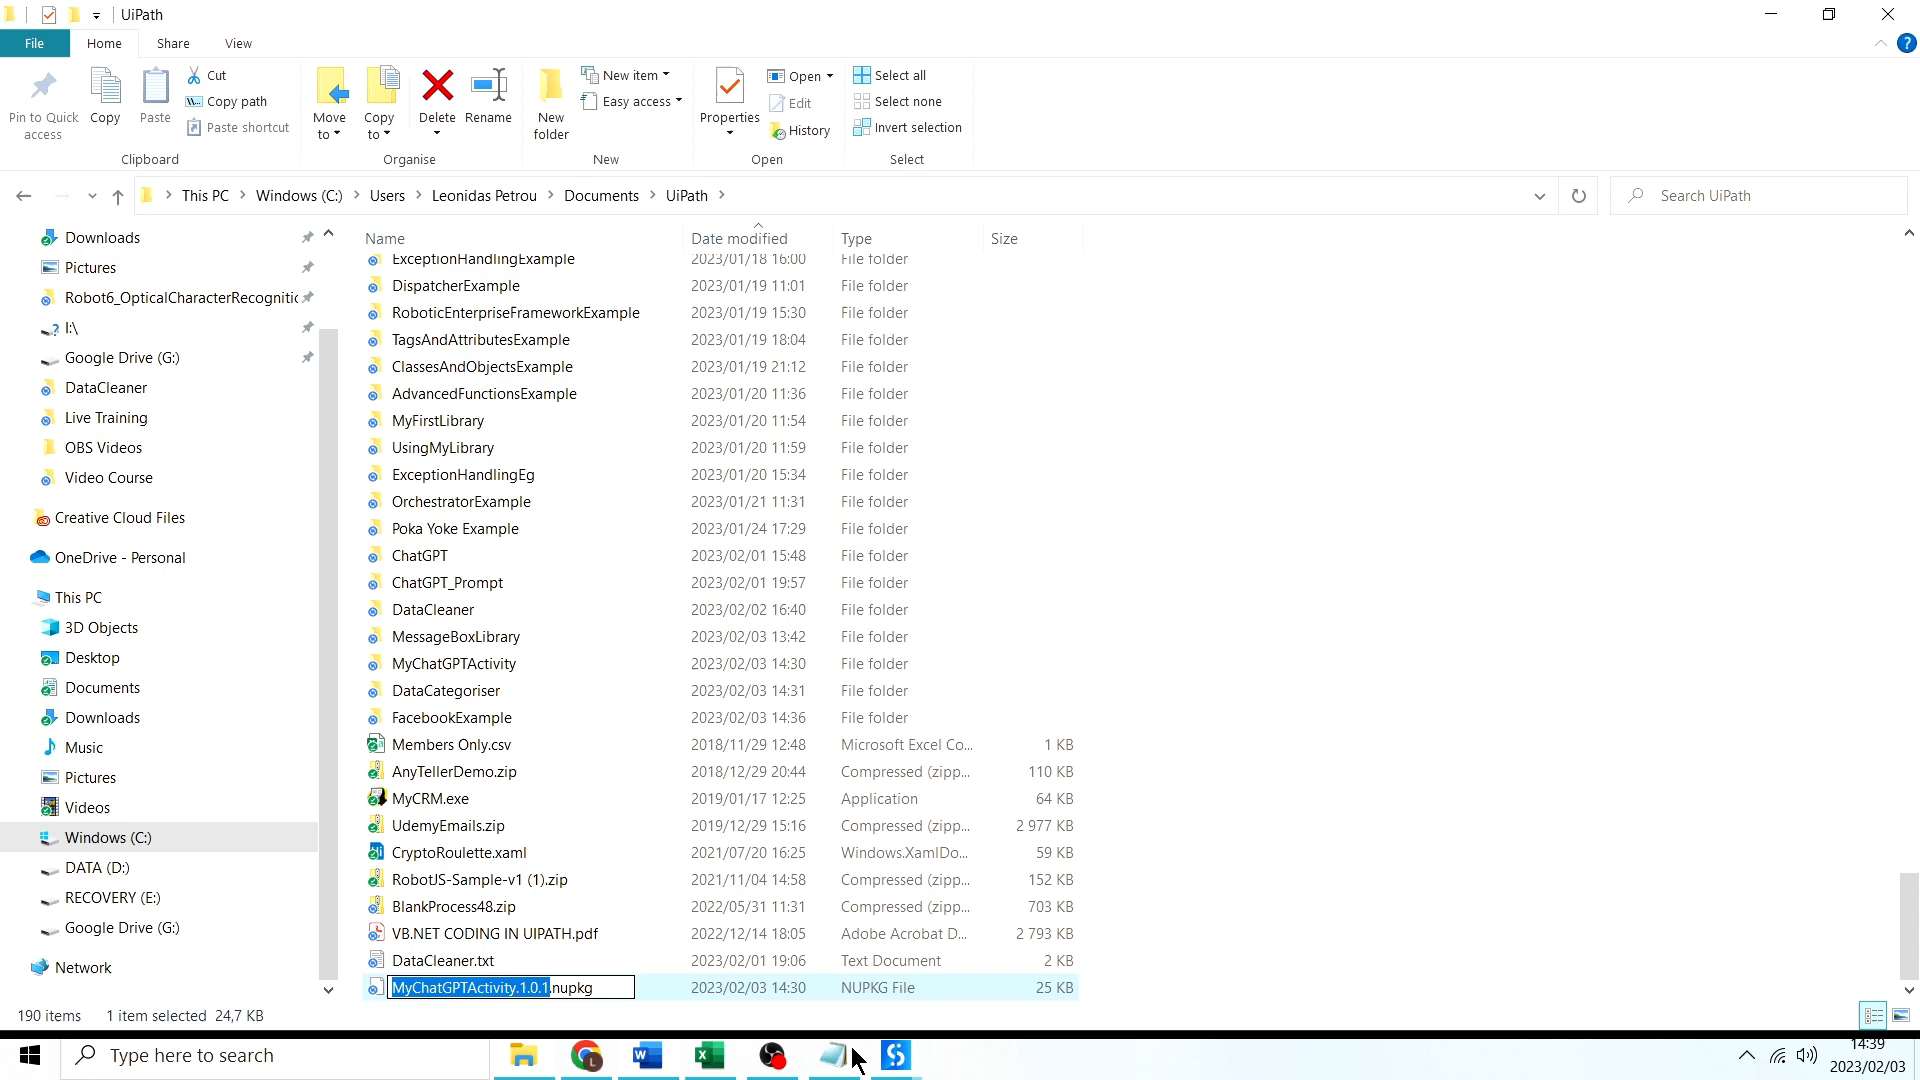 UiPath
File Home Share View
Pin to Quick access
Copy
Paste
Cut
Copy path
Paste shortcut
Clipboard
Move to
Copy to
Delete
Rename
Organise
New folder
New item
Easy access
New
Properties
Open
Edit
History
Open
Select all
Select none
Invert selection
Select
This PC > Windows (C:) > Users > Leonidas Petrou > Documents > UiPath >
Search UiPath
Downloads
Pictures
Robot6_OpticalCharacterRecognitic
I:\
Google Drive (G:)
DataCleaner
Live Training
OBS Videos
Video Course
Creative Cloud Files
OneDrive - Personal
This PC
3D Objects
Desktop
Documents
Downloads
Music
Pictures
Videos
Windows (C:)
DATA (D:)
RECOVERY (E:)
Google Drive (G:)
Network
Name Date modified Type Size
ExceptionHandlingExample 2023/01/18 16:00 File folder
DispatcherExample 2023/01/19 11:01 File folder
RoboticEnterpriseFrameworkExample 2023/01/19 15:30 File folder
TagsAndAttributesExample 2023/01/19 18:04 File folder
ClassesAndObjectsExample 2023/01/19 21:12 File folder
AdvancedFunctionsExample 2023/01/20 11:36 File folder
MyFirstLibrary 2023/01/20 11:54 File folder
UsingMyLibrary 2023/01/20 11:59 File folder
ExceptionHandlingEg 2023/01/20 15:34 File folder
OrchestratorExample 2023/01/21 11:31 File folder
Poka Yoke Example 2023/01/24 17:29 File folder
ChatGPT 2023/02/01 15:48 File folder
ChatGPT_Prompt 2023/02/01 19:57 File folder
DataCleaner 2023/02/02 16:40 File folder
MessageBoxLibrary 2023/02/03 13:42 File folder
MyChatGPTActivity 2023/02/03 14:30 File folder
DataCategoriser 2023/02/03 14:31 File folder
FacebookExample 2023/02/03 14:36 File folder
Members Only.csv 2018/11/29 12:48 Microsoft Excel Co... 1 KB
AnyTellerDemo.zip 2018/12/29 20:44 Compressed (zipp... 110 KB
MyCRM.exe 2019/01/17 12:25 Application 64 KB
UdemyEmails.zip 2019/12/29 15:16 Compressed (zipp... 2 977 KB
CryptoRoulette.xaml 2021/07/20 16:25 Windows.XamlDo... 59 KB
RobotJS-Sample-v1 (1).zip 2021/11/04 14:58 Compressed (zipp... 152 KB
BlankProcess48.zip 2022/05/31 11:31 Compressed (zipp... 703 KB
VB.NET CODING IN UIPATH.pdf 2022/12/14 18:05 Adobe Acrobat D... 2 793 KB
DataCleaner.txt 2023/02/01 19:06 Text Document 2 KB
MyChatGPTActivity.1.0.1.nupkg 2023/02/03 14:30 NUPKG File 25 KB
190 items 1 item selected 24,7 KB
Type here to search
14:39
2023/02/03